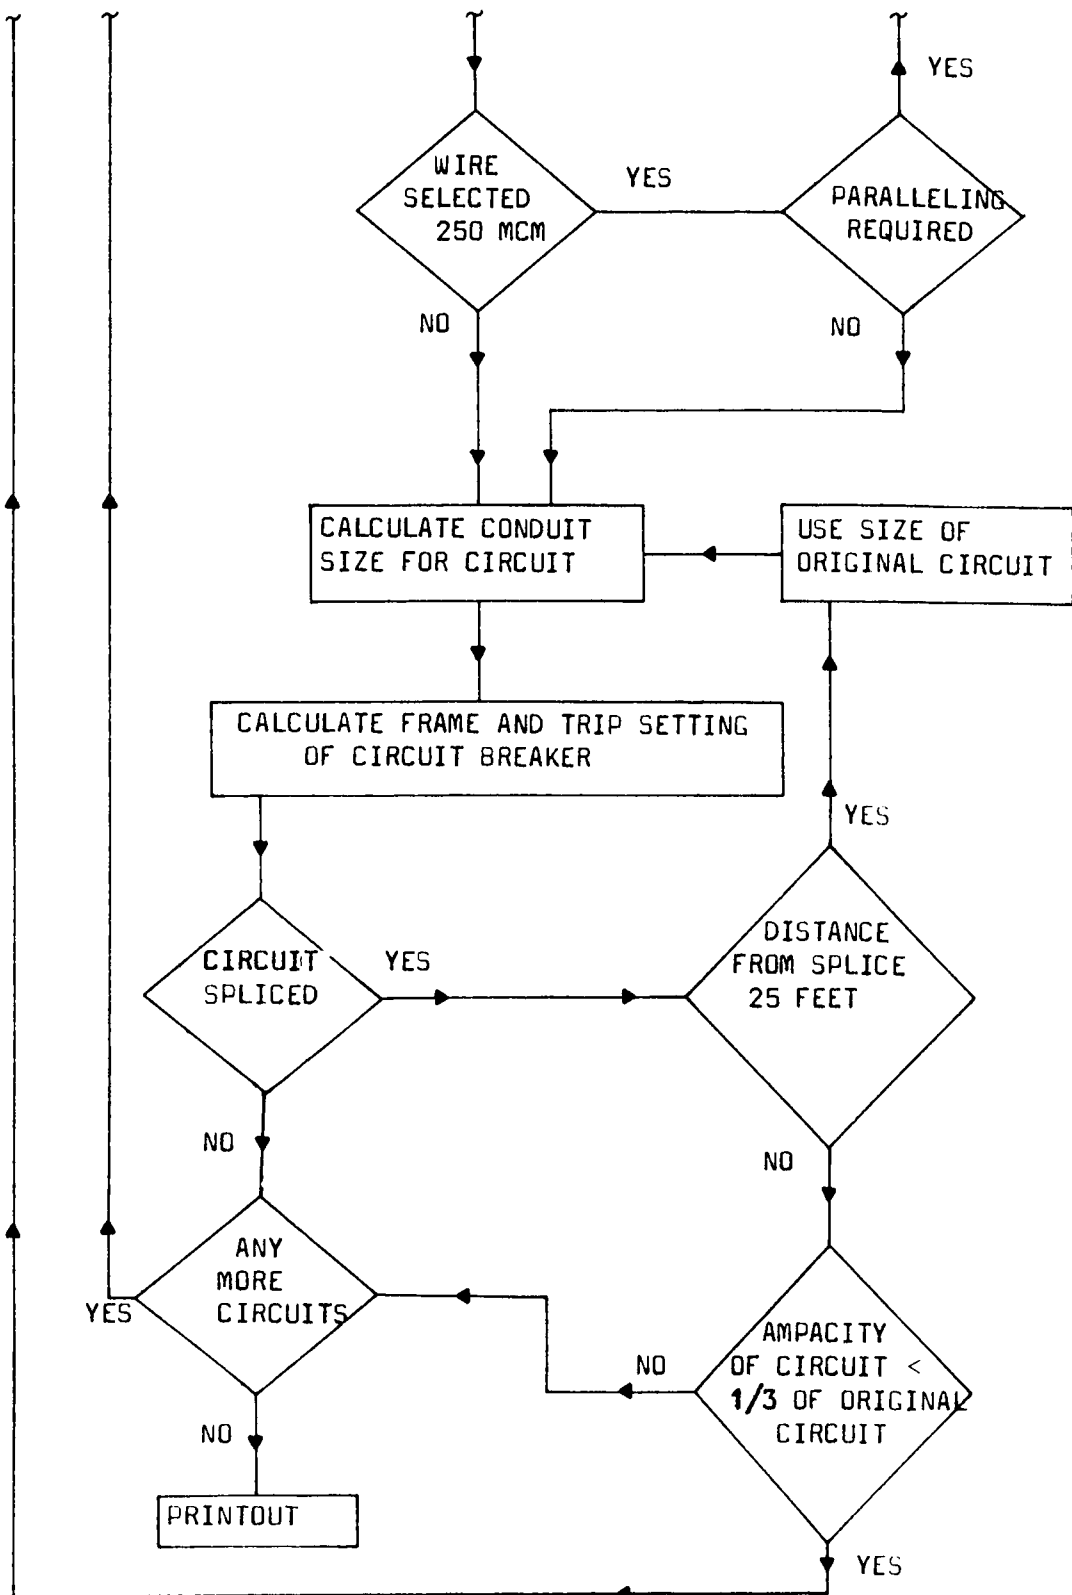 YES
WIRE
SELECTED
250 MCM
YES
PARALLELING
REQUIRED
NO
NO
CALCULATE CONDUIT
SIZE FOR CIRCUIT
USE SIZE OF
ORIGINAL CIRCUIT
CALCULATE FRAME AND TRIP SETTING
OF CIRCUIT BREAKER
YES
CIRCUIT
SPLICED
YES
DISTANCE
FROM SPLICE
25 FEET
NO
NO
ANY
MORE
CIRCUITS
YES
AMPACITY
OF CIRCUIT <
1/3 OF ORIGINAL
CIRCUIT
NO
NO
PRINTOUT
YES